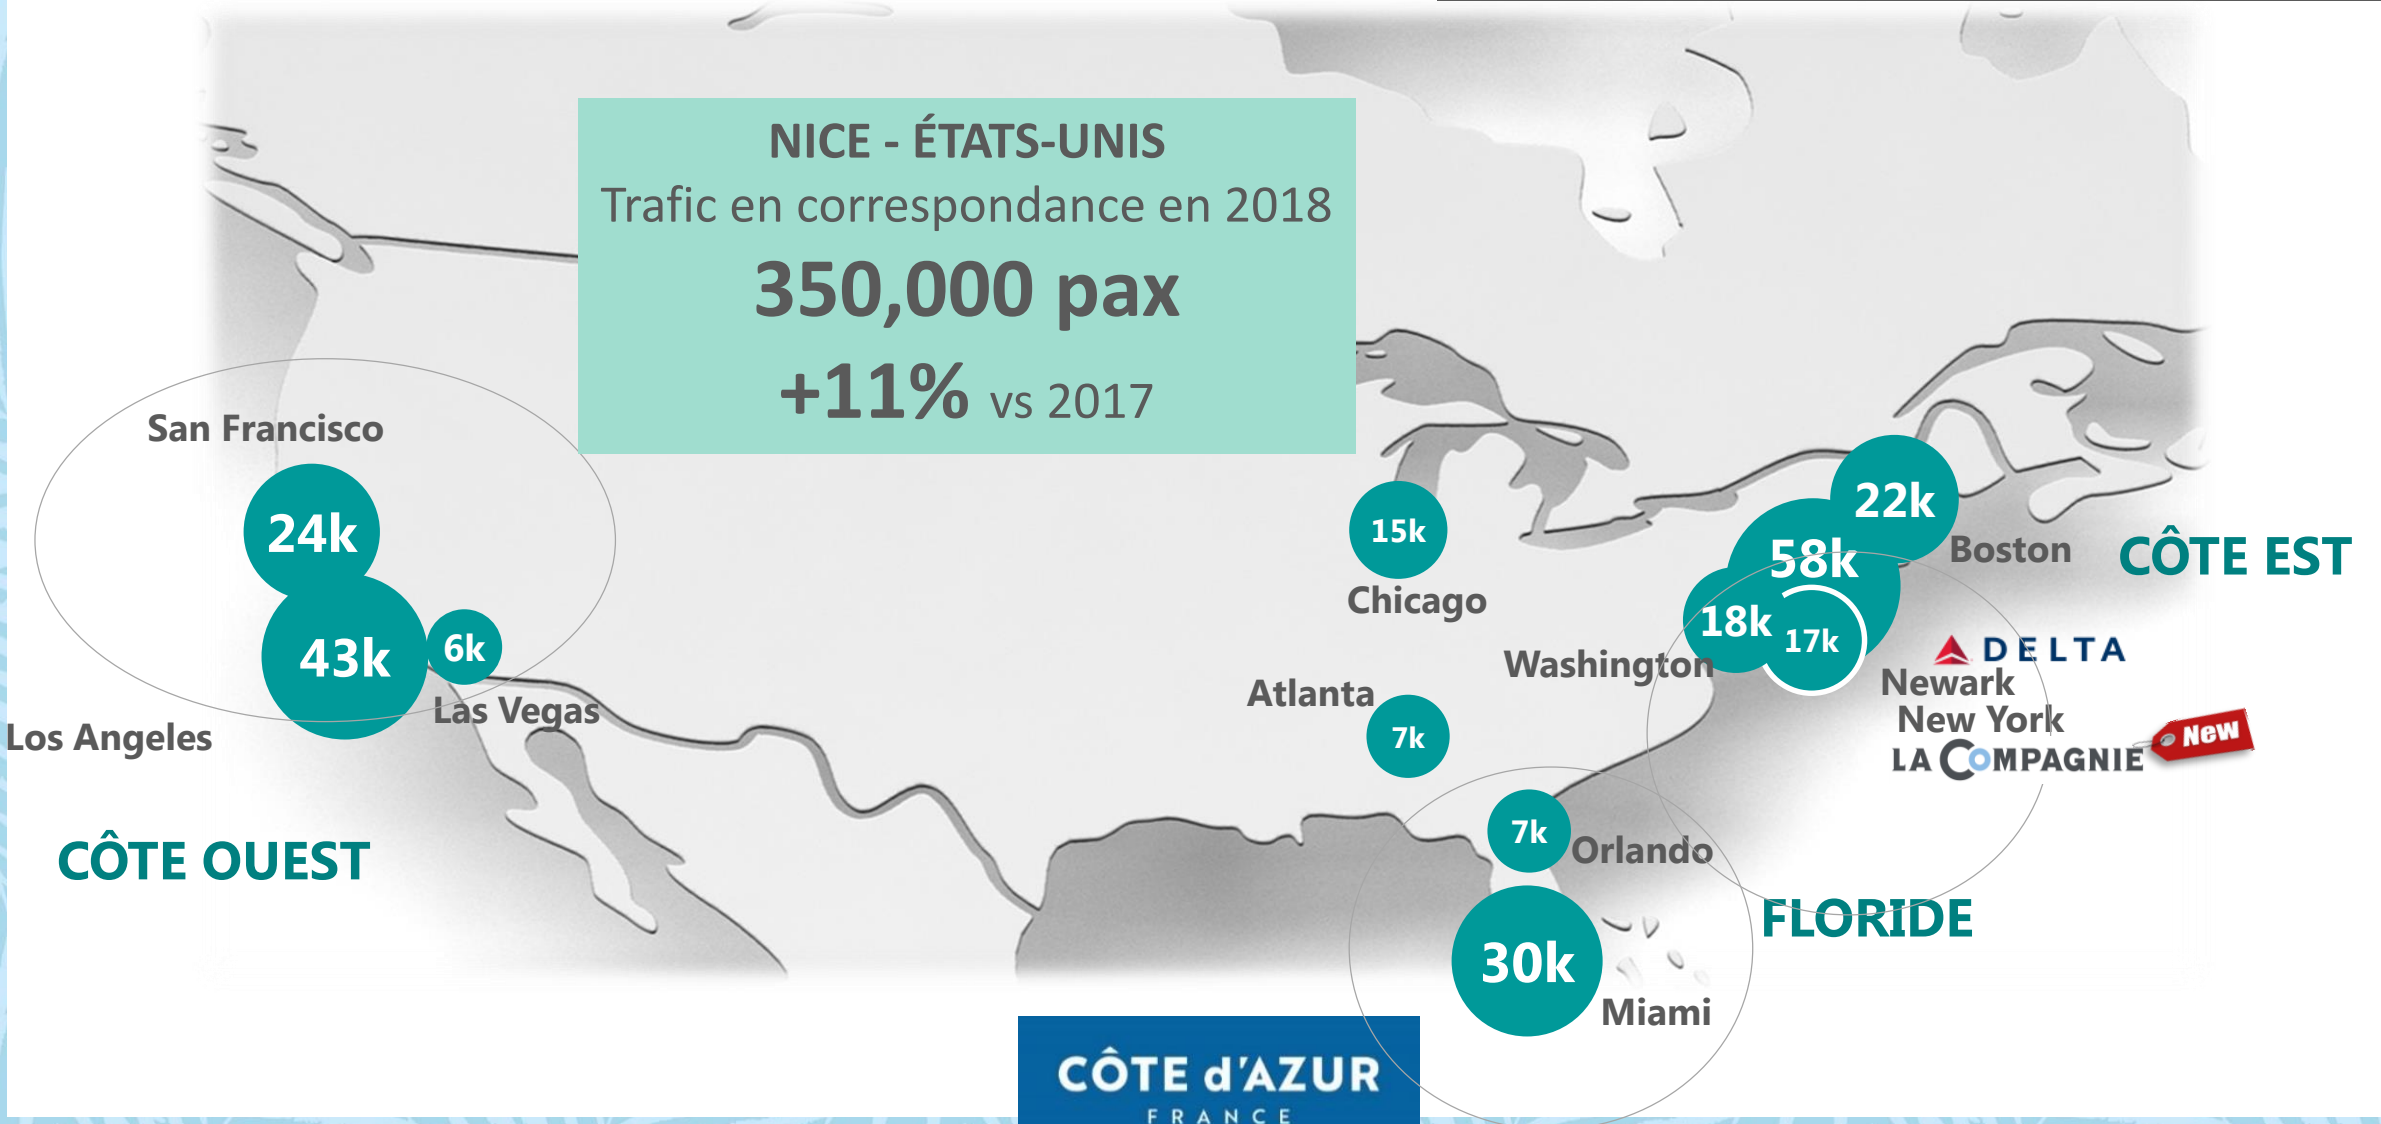 NICE - ÉTATS-UNIS
Trafic en correspondance en 2018
350,000 pax
+11% vs 2017
San Francisco
24k
43k
6k
Las Vegas
Los Angeles
CÔTE OUEST
15k
Chicago
Atlanta
7k
22k
Boston
58k
18k
17k
Washington
CÔTE EST
DELTA
Newark
New York
LA COMPAGNIE
New
7k
Orlando
30k
Miami
FLORIDE
CÔTE d'AZUR
FRANCE